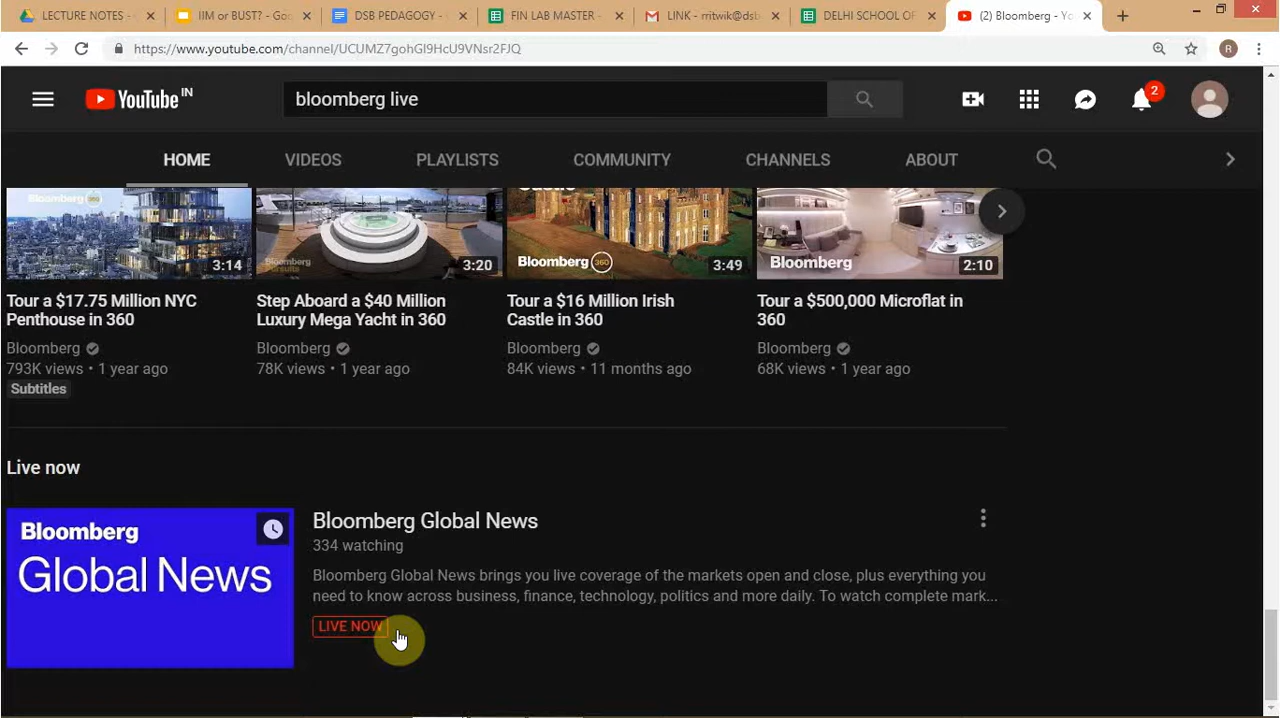 LECTURE NOTES -
IIM or BUST? - Go
DSB PEDAGOGY -
FIN LAB MASTER -
LINK - mitwik@dsb
DELHI SCHOOL OF
(2) Bloomberg - Yo
https://www.youtube.com/channel/UCUMZ7gohGI9HcU9VNsr2FJQ
R
YouTube IN
bloomberg live
2
HOME VIDEOS PLAYLISTS COMMUNITY CHANNELS ABOUT
Bloomberg 360
3:14
Bloomberg
Pursuits
3:20
Castle
Bloomberg 360
3:49
Bloomberg
2:10
Tour a $17.75 Million NYC
Penthouse in 360
Bloomberg
793K views • 1 year ago
Subtitles
Step Aboard a $40 Million
Luxury Mega Yacht in 360
Bloomberg
78K views • 1 year ago
Tour a $16 Million Irish
Castle in 360
Bloomberg
84K views • 11 months ago
Tour a $500,000 Microflat in
360
Bloomberg
68K views • 1 year ago
Live now
Bloomberg
Global News
Bloomberg Global News
334 watching
Bloomberg Global News brings you live coverage of the markets open and close, plus everything you
need to know across business, finance, technology, politics and more daily. To watch complete mark...
LIVE NOW